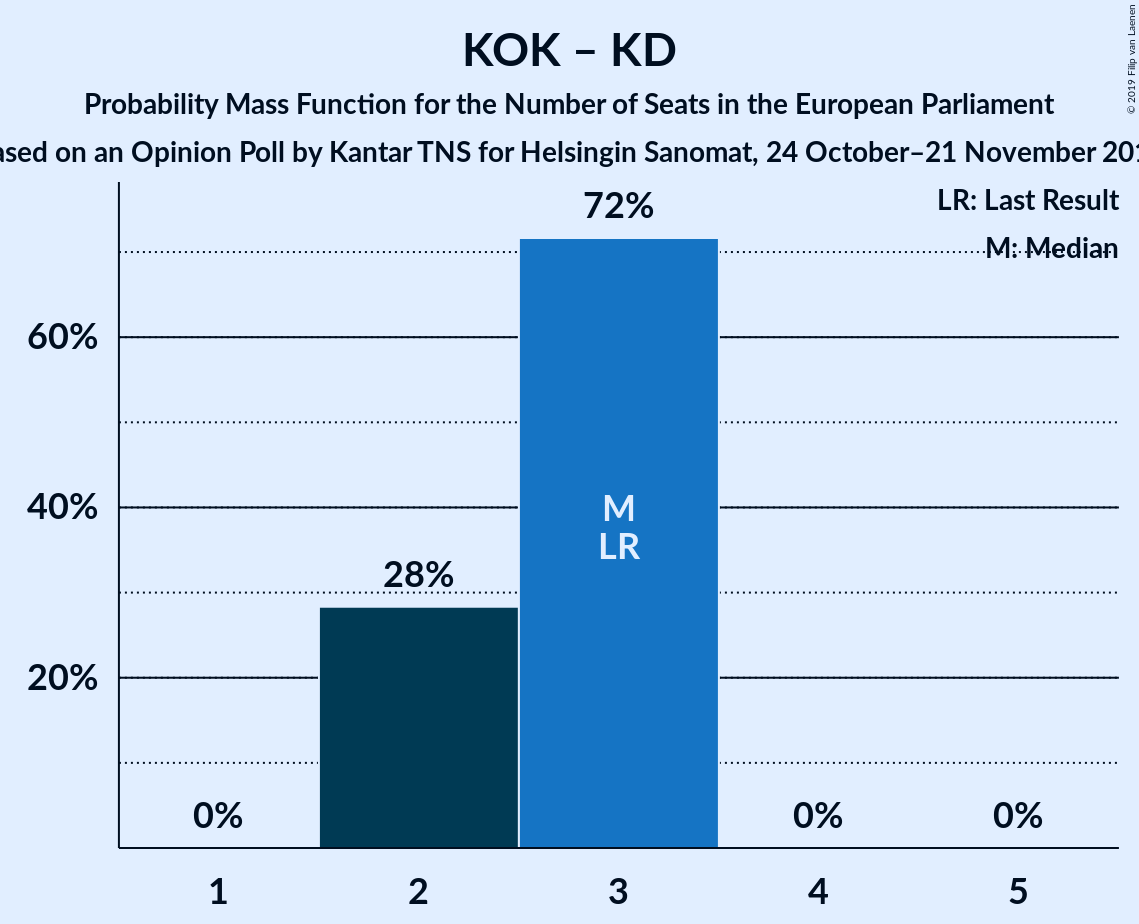 KOK – KD
Probability Mass Function for the Number of Seats in the European Parliament
ased on an Opinion Poll by Kantar TNS for Helsingin Sanomat, 24 October–21 November 201
© 2019 Filip van Laenen
LR: Last Result
M: Median
72%
60%
40%
20%
28%
M
LR
0%
0%
0%
1
2
3
4
5